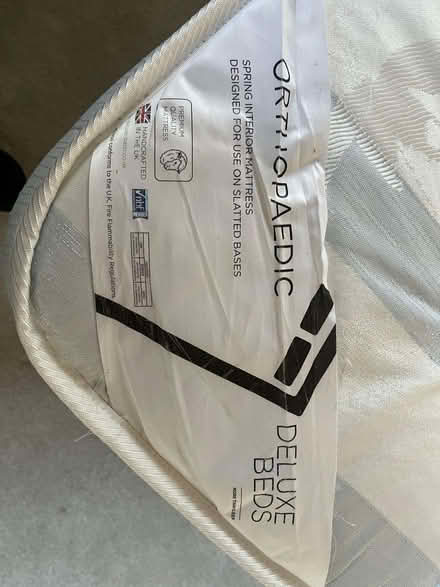 ORTHOPAEDIC
SPRING INTERIOR MATTRESS
DESIGNED FOR USE ON SLATTED BASES
PREMIUM
QUALITY
MATTRESS
HANDCRAFTED
IN THE UK
conforms to the U.K. Fire Flammability Regulations
DELUXE
BEDS